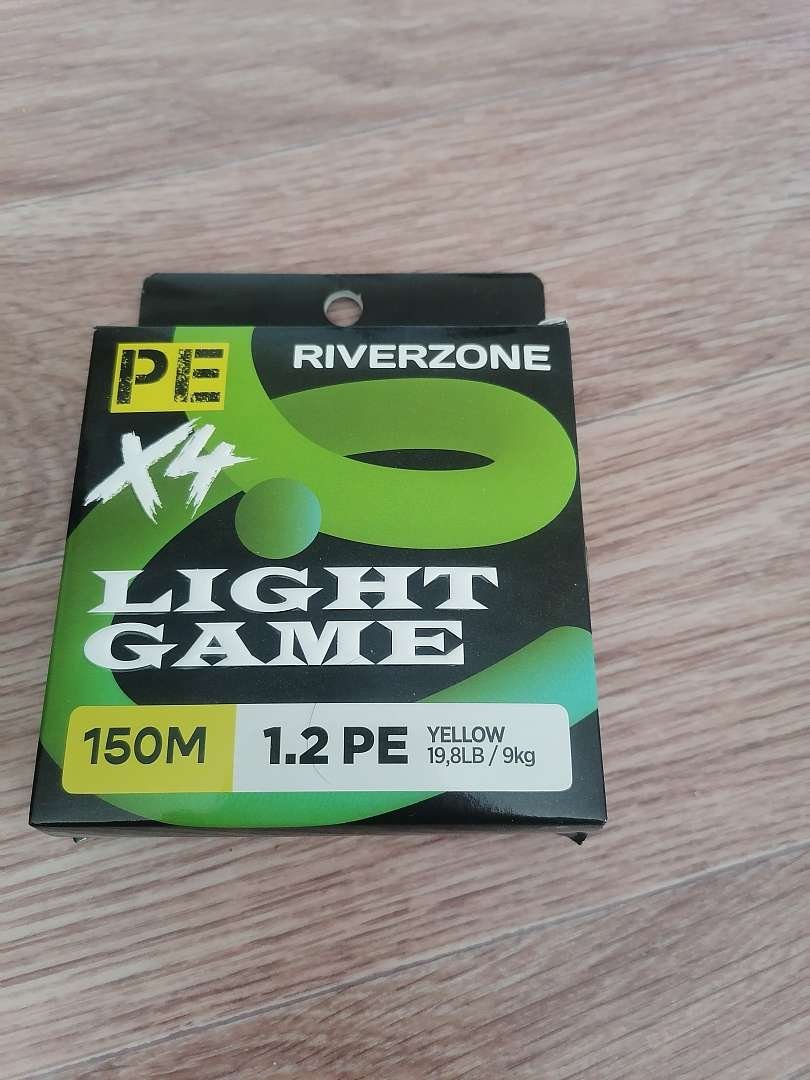 PE
RIVERZONE
X4
LIGHT
GAME
150M
1.2 PE
YELLOW
19,8LB / 9kg